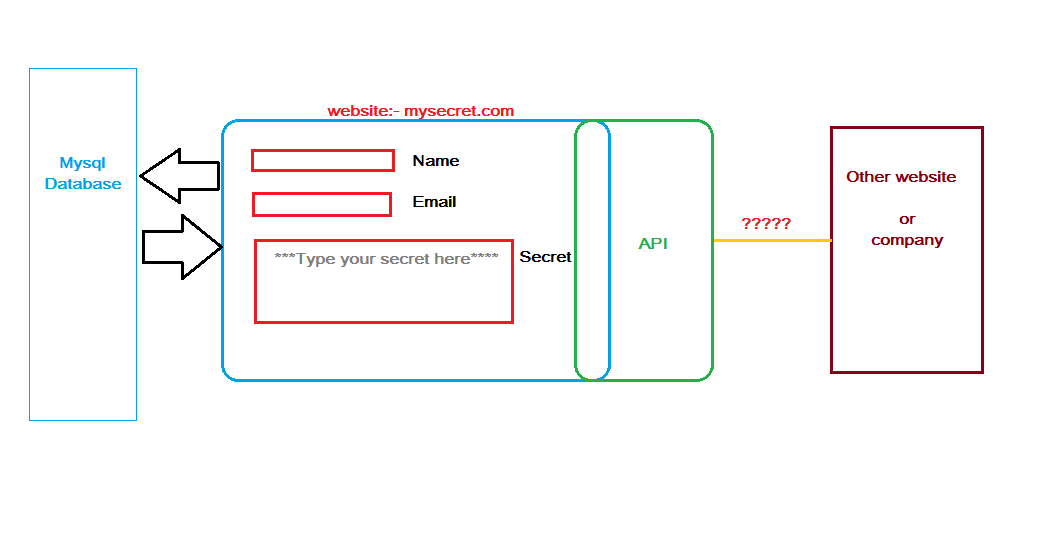 website:- mysecret.com
Mysql
Database
Name
Email
***Type your secret here****
Secret
API
?????
Other website
or
company